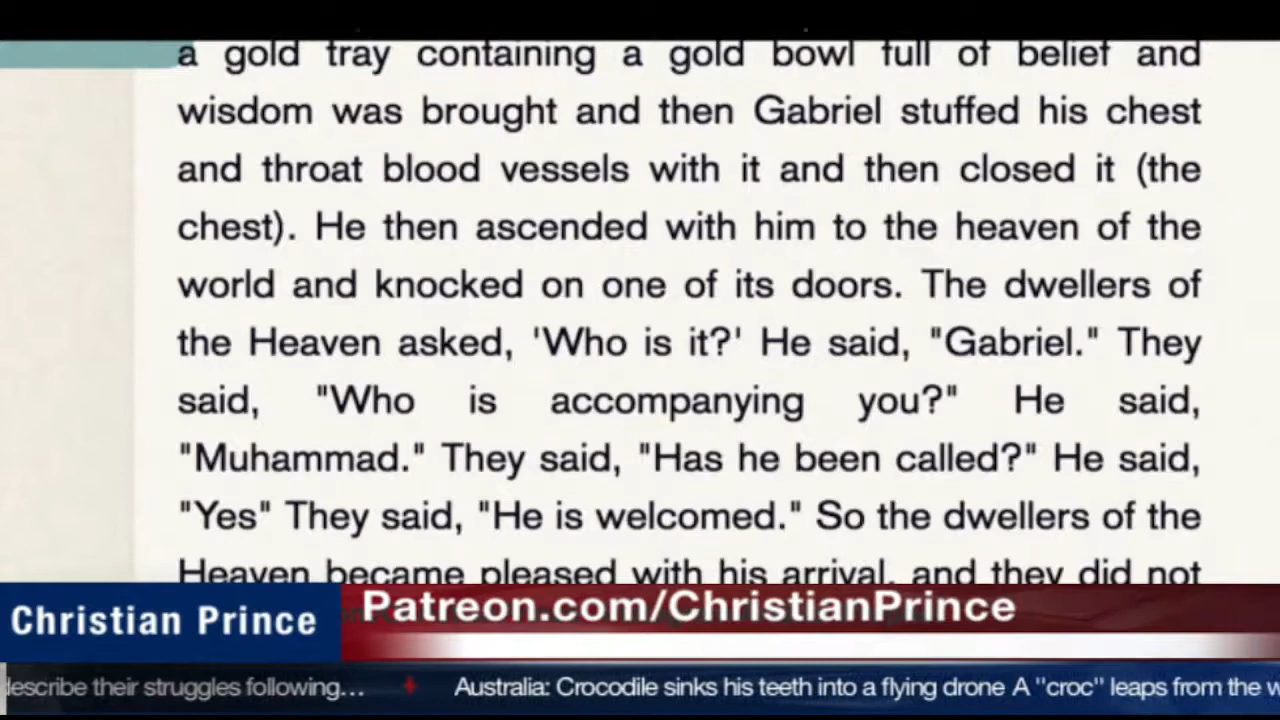 a gold tray containing a gold bowl full of belief and
wisdom was brought and then Gabriel stuffed his chest
and throat blood vessels with it and then closed it (the
chest). He then ascended with him to the heaven of the
world and knocked on one of its doors. The dwellers of
the Heaven asked, 'Who is it?' He said, "Gabriel." They
said, "Who is accompanying you?" He said,
"Muhammad." They said, "Has he been called?" He said,
"Yes" They said, "He is welcomed." So the dwellers of the
Heaven became pleased with his arrival, and they did not
Christian Prince
Patreon.com/ChristianPrince
describe their struggles following... Australia: Crocodile sinks his teeth into a flying drone A "croc" leaps from the